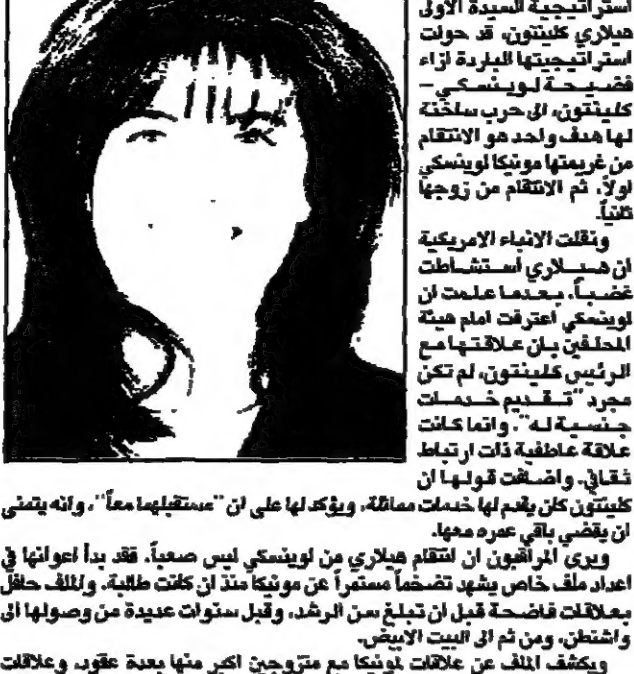 استراتيجية السيدة الاولى
هيلاري كلينتون، قد حولت
استراتيجيتها الباردة ازاء
فضيحة لوينسكي –
كلينتون، الى حرب ساخنة
لها هدف واحد هو الانتقام
من غريمتها مونيكا لوينسكي
اولاً، ثم الانتقام من زوجها
ثانياً.
ونقلت الانباء الامريكية
ان هيلاري استشاطت
غضباً، بعدما علمت ان
لوينسكي اعترفت امام هيئة
المحلفين بان علاقتها مع
الرئيس كلينتون، لم تكن
مجرد "تقديم خدمات
جنسية له"، وانما كانت
علاقة عاطفية ذات ارتباط
ثقافي. واضافت قولها ان
كلينتون كان يقدم لها خدمات مماثلة، ويؤكد لها على ان "مستقبلهما معاً"، وانه يتمنى
ان يقضي باقي عمره معها.
ويرى المراقبون ان انتقام هيلاري من لوينسكي ليس صعباً. فقد بدأ اعوانها في
اعداد ملف خاص يشهد تضخماً مستمراً عن مونيكا منذ ان كانت طالبة. والملف حافل
بعلاقات فاضحة قبل ان تبلغ سن الرشد، وقبل سنوات عديدة من وصولها الى
واشنطن، ومن ثم الى البيت الابيض.
ويكشف الملف عن علاقات لمونيكا مع متزوجين اكبر منها بعدة عقود، وعلاقات